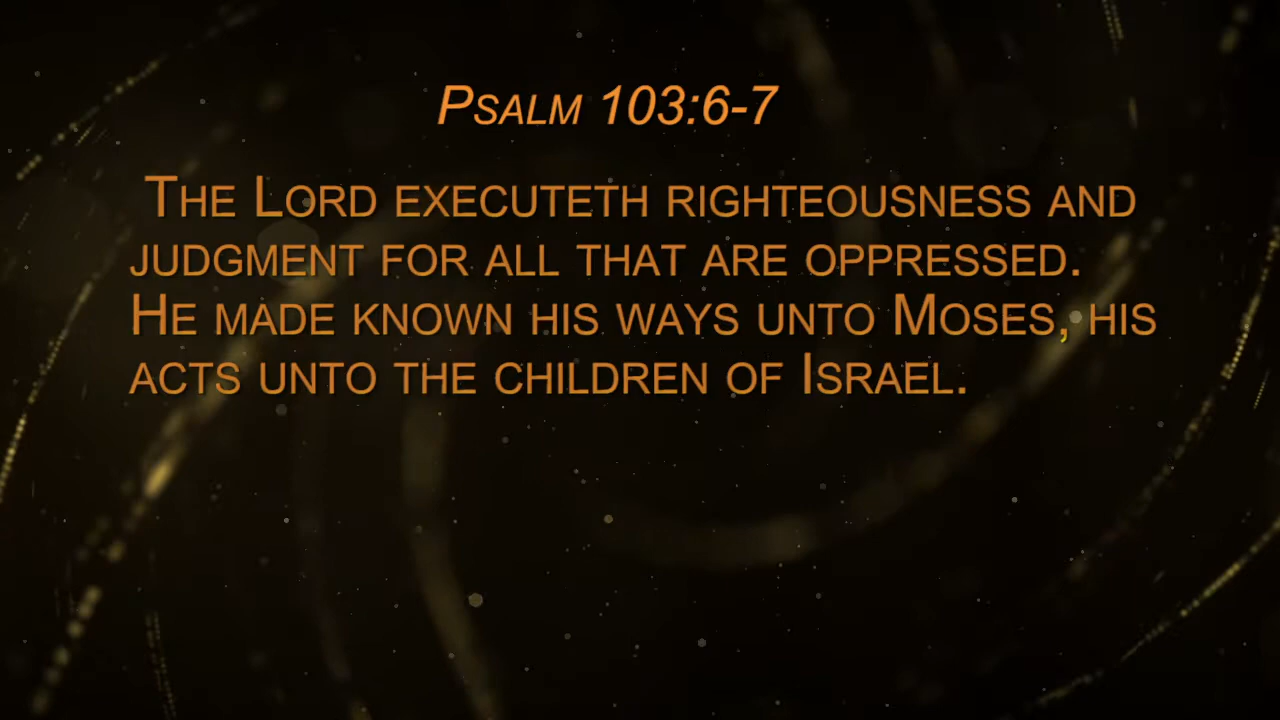 Psalm 103:6-7
The Lord executeth righteousness and
judgment for all that are oppressed.
He made known his ways unto Moses, his
acts unto the children of Israel.